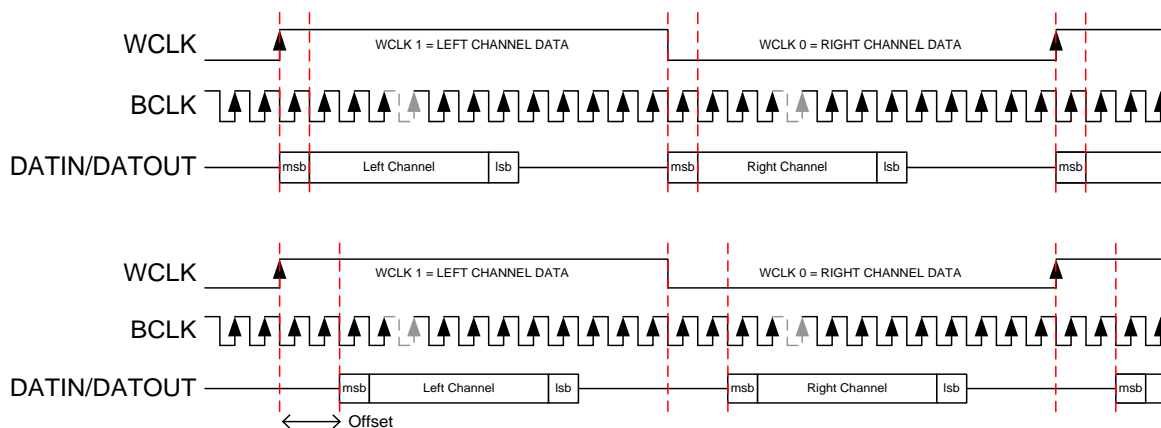 WCLK
WCLK 1 = LEFT CHANNEL DATA
WCLK 0 = RIGHT CHANNEL DATA
BCLK
DATIN/DATOUT
msb
Left Channel
lsb
msb
Right Channel
lsb
msb
WCLK
WCLK 1 = LEFT CHANNEL DATA
WCLK 0 = RIGHT CHANNEL DATA
BCLK
DATIN/DATOUT
msb
Left Channel
lsb
msb
Right Channel
lsb
msb
Offset